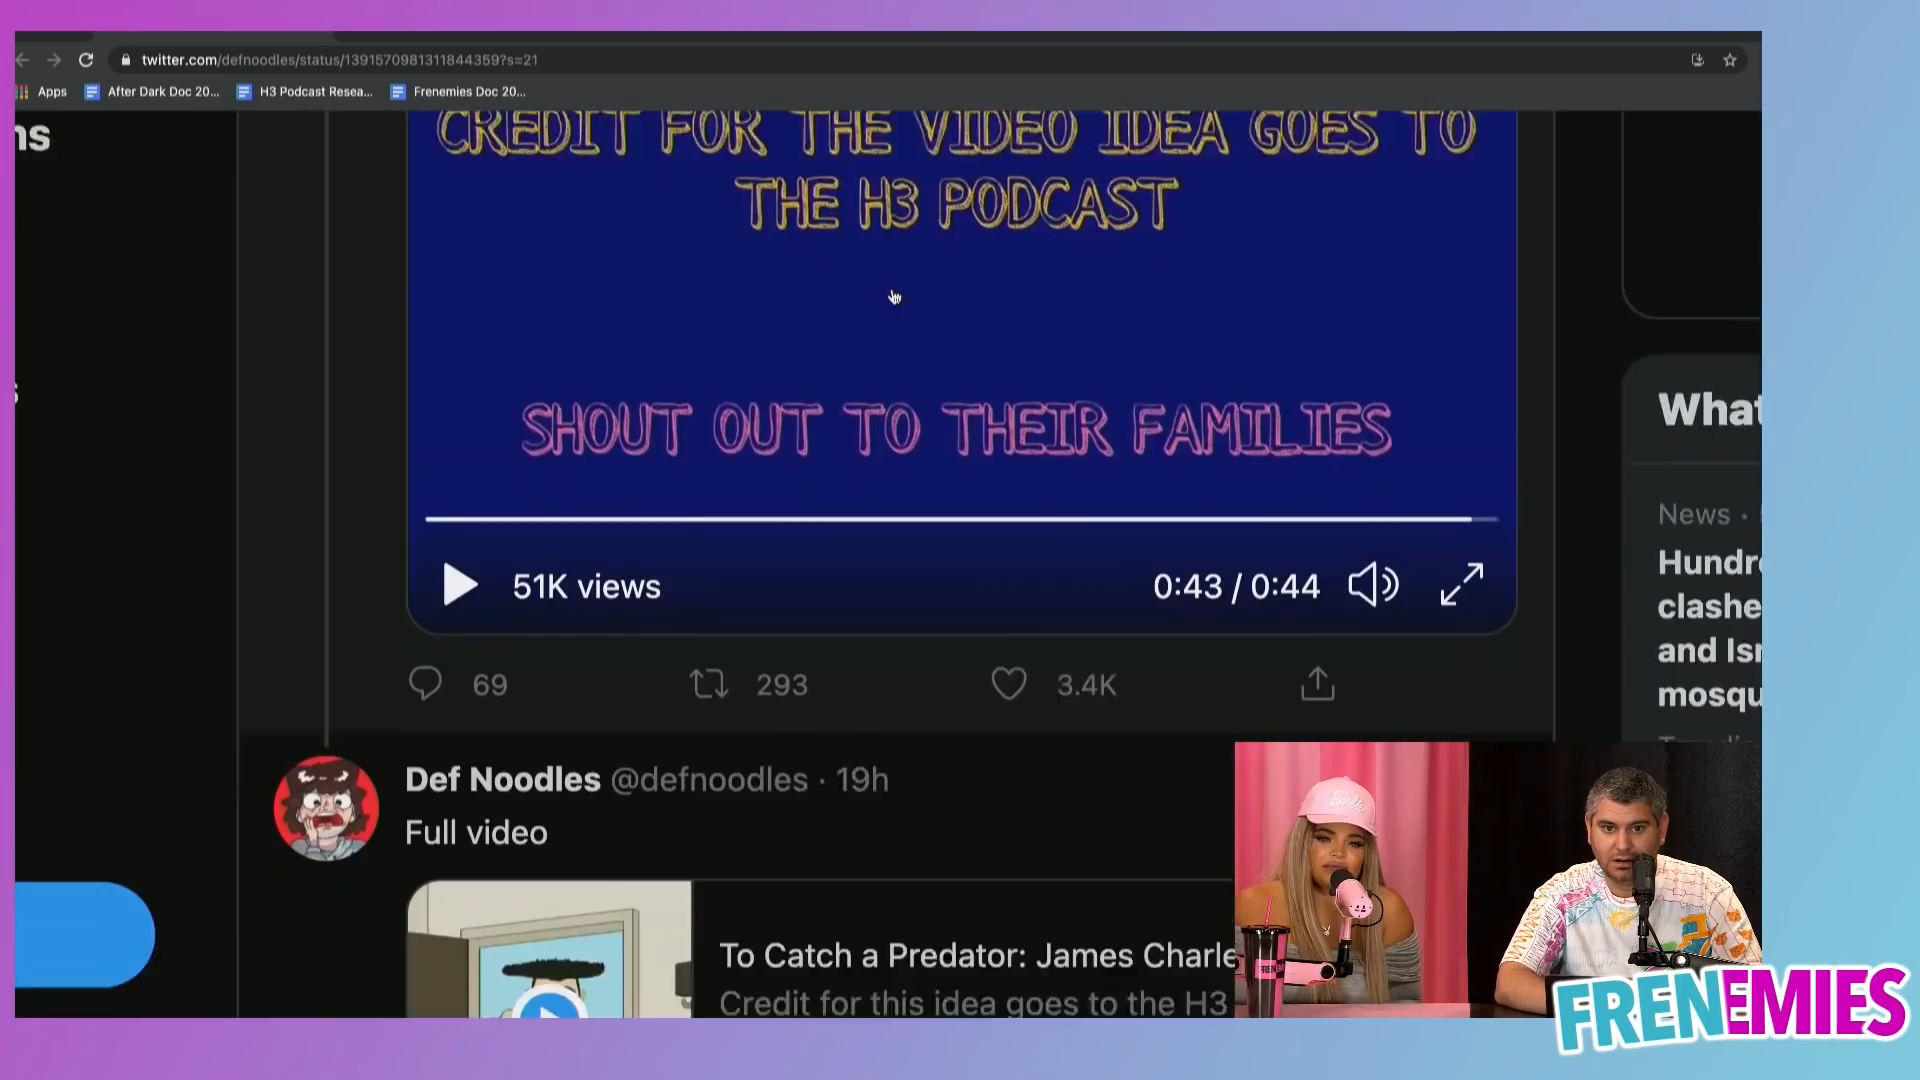 twitter.com/defnoodles/status/1391570981311844359?s=21
Apps
After Dark Doc 20...
H3 Podcast Resea...
Frenemies Doc 20...
ns
CREDIT FOR THE VIDEO IDEA GOES TO
THE H3 PODCAST
SHOUT OUT TO THEIR FAMILIES
51K views
0:43 / 0:44
69
293
3.4K
Def Noodles @defnoodles · 19h
Full video
To Catch a Predator: James Charle
Credit for this idea goes to the H3
What
News ·
Hundre
clashe
and Isr
mosqu
Barbie
FRENEMIES